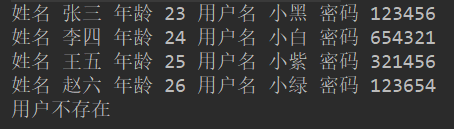 姓名 张三 年龄 23 用户名 小黑 密码 123456
姓名 李四 年龄 24 用户名 小白 密码 654321
姓名 王五 年龄 25 用户名 小紫 密码 321456
姓名 赵六 年龄 26 用户名 小绿 密码 123654
用户不存在